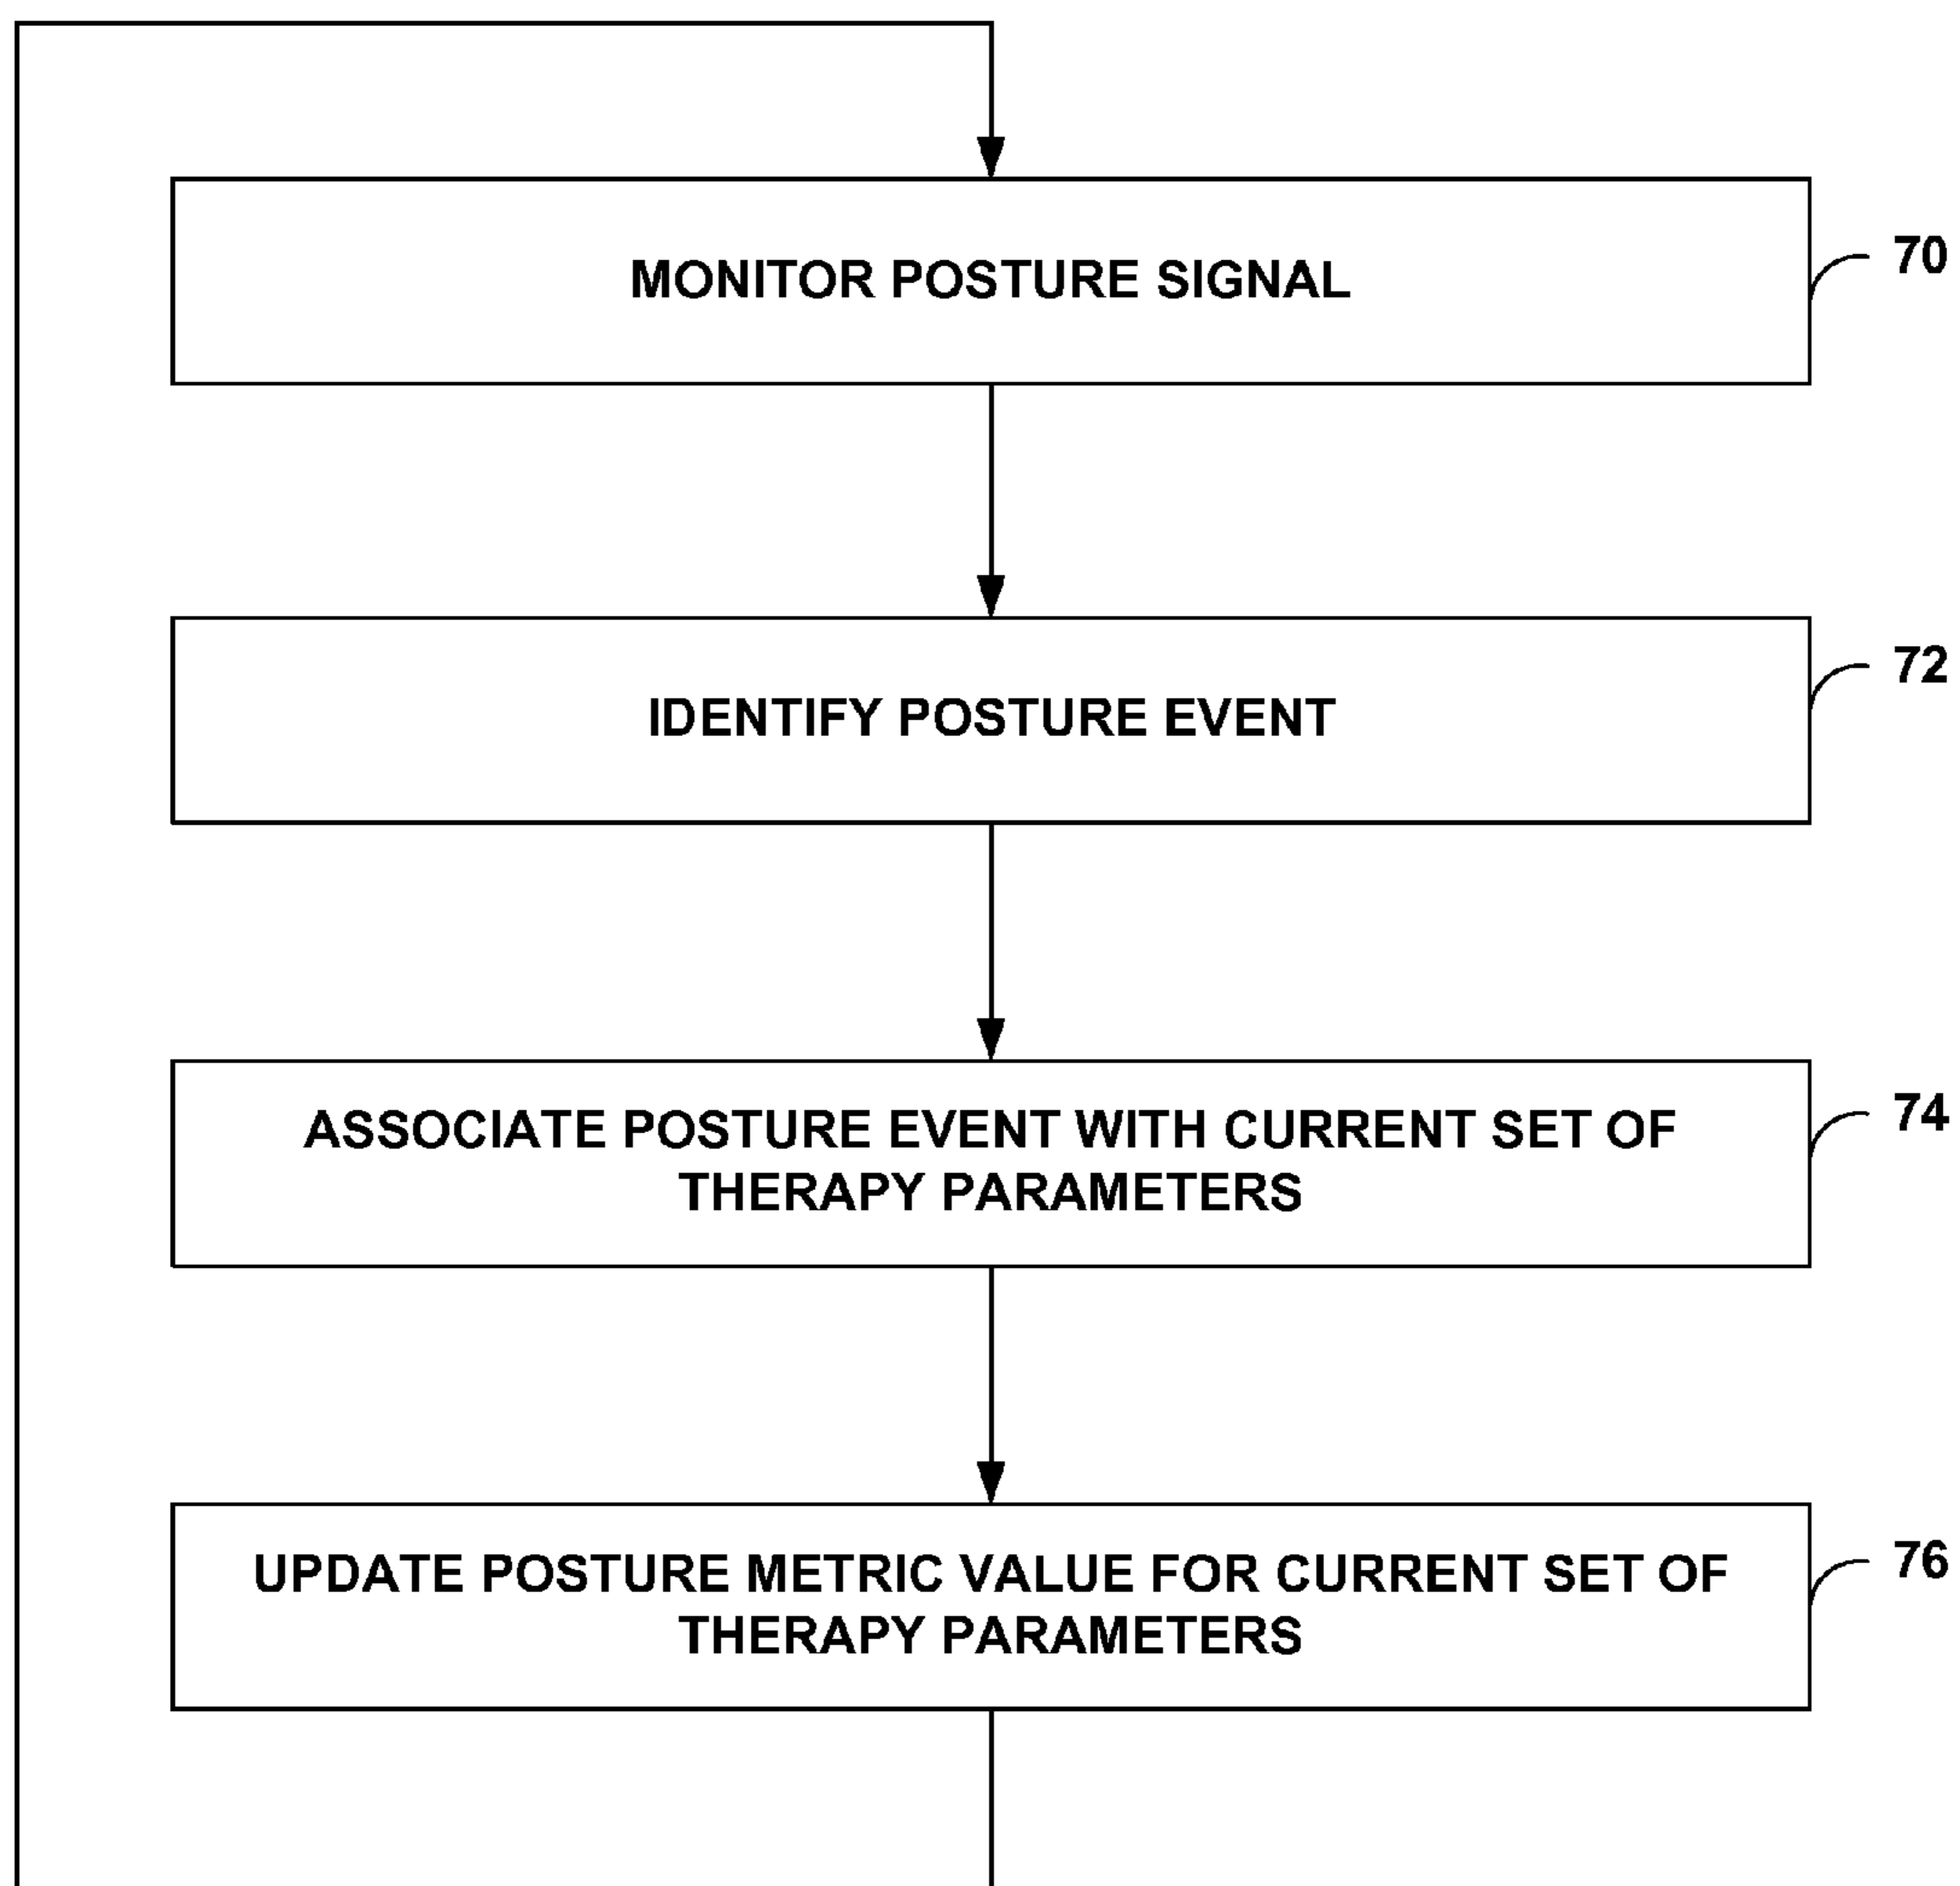 MONITOR POSTURE SIGNAL
70
IDENTIFY POSTURE EVENT
72
ASSOCIATE POSTURE EVENT WITH CURRENT SET OF
THERAPY PARAMETERS
74
UPDATE POSTURE METRIC VALUE FOR CURRENT SET OF
THERAPY PARAMETERS
76